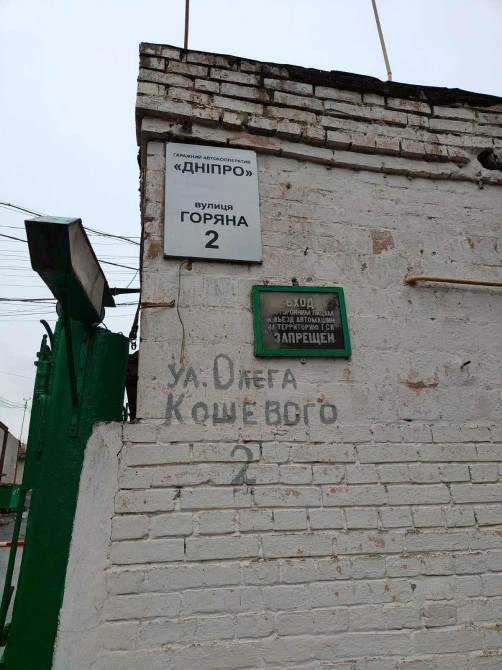 ГАРАЖНИЙ АВТОКООПЕРАТИВ
«ДНІПРО»
вулиця
ГОРЯНА
2
ВХОД
ПОСТОРОННИМ ЛИЦАМ
И ВЪЕЗД АВТОМАШИН
НА ТЕРРИТОРИЮ ГСК
ЗАПРЕЩЕН
ул. Олега
Кошевого
2